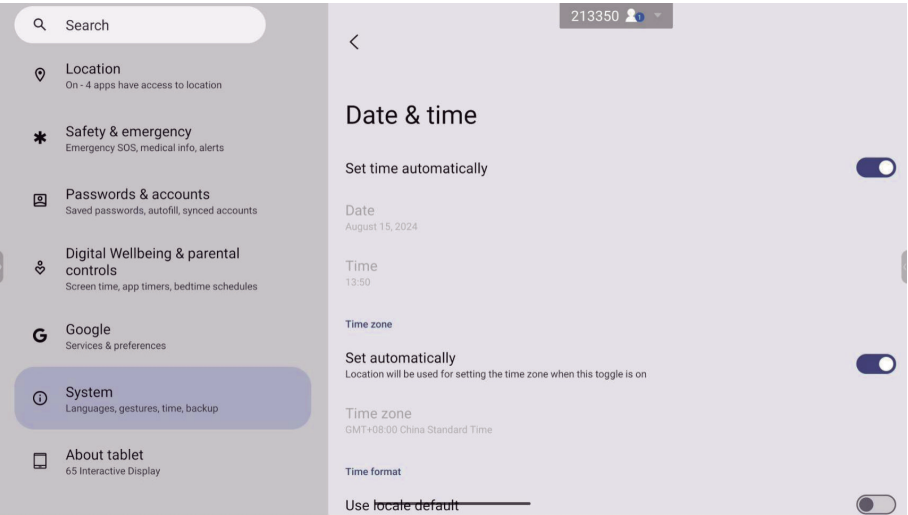 Search
Location
On - 4 apps have access to location
Safety & emergency
Emergency SOS, medical info, alerts
Passwords & accounts
Saved passwords, autofill, synced accounts
Digital Wellbeing & parental
controls
Screen time, app timers, bedtime schedules
Google
Services & preferences
System
Languages, gestures, time, backup
About tablet
65 Interactive Display
213350
1
Date & time
Set time automatically
Date
August 15, 2024
Time
13:50
Time zone
Set automatically
Location will be used for setting the time zone when this toggle is on
Time zone
GMT+08:00 China Standard Time
Time format
Use locale default